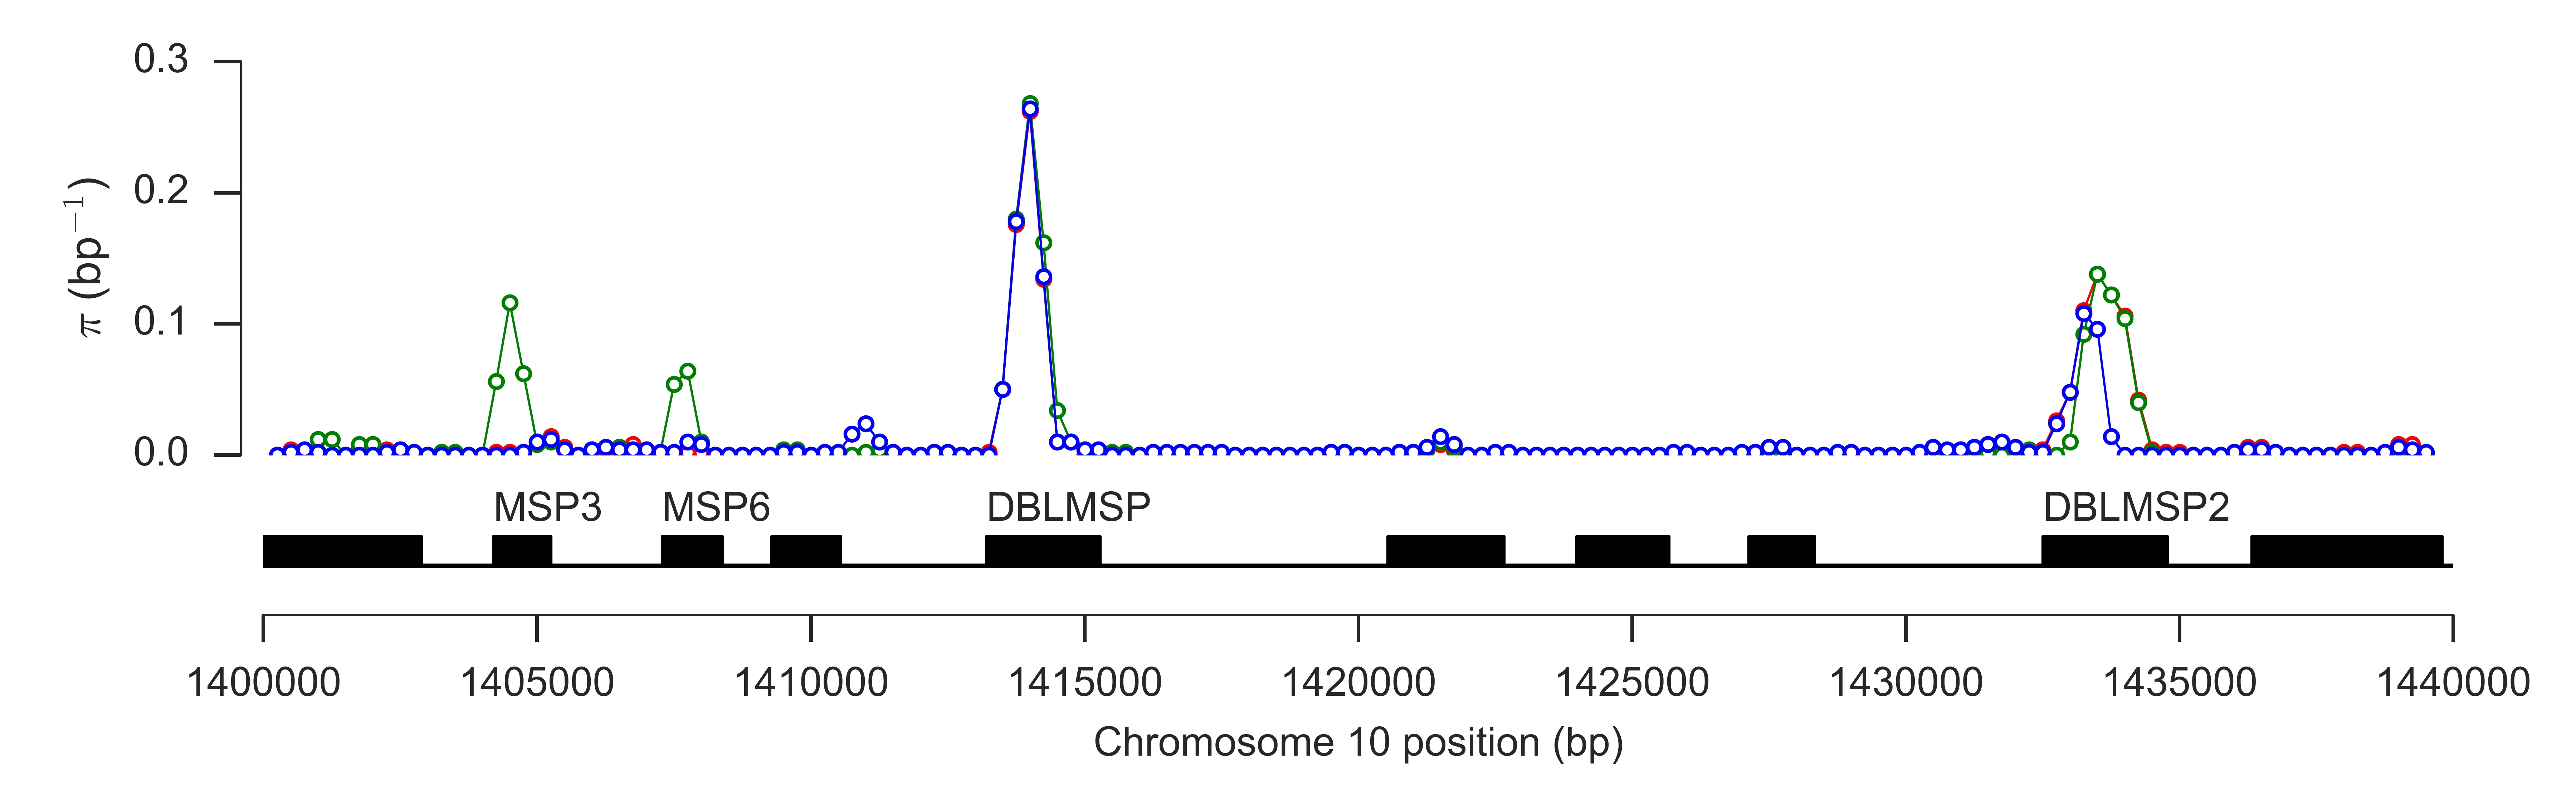 0.3
0.2
0.1
0.0
π (bp⁻¹)
MSP3 MSP6 DBLMSP DBLMSP2
1400000 1405000 1410000 1415000 1420000 1425000 1430000 1435000 1440000
Chromosome 10 position (bp)